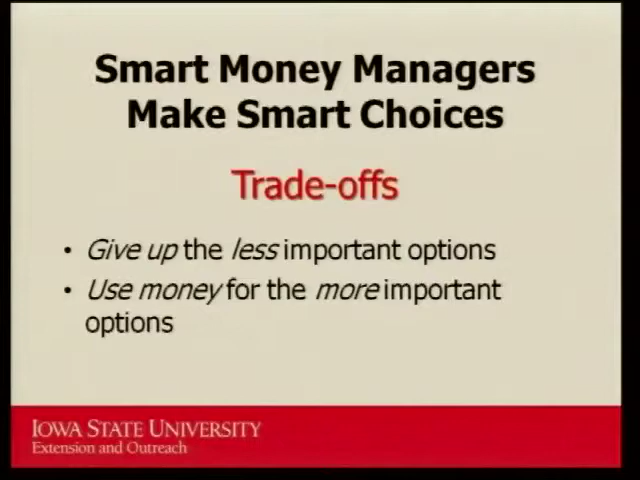 Smart Money Managers
Make Smart Choices
Trade-offs
• Give up the less important options
• Use money for the more important
options
IOWA STATE UNIVERSITY
Extension and Outreach